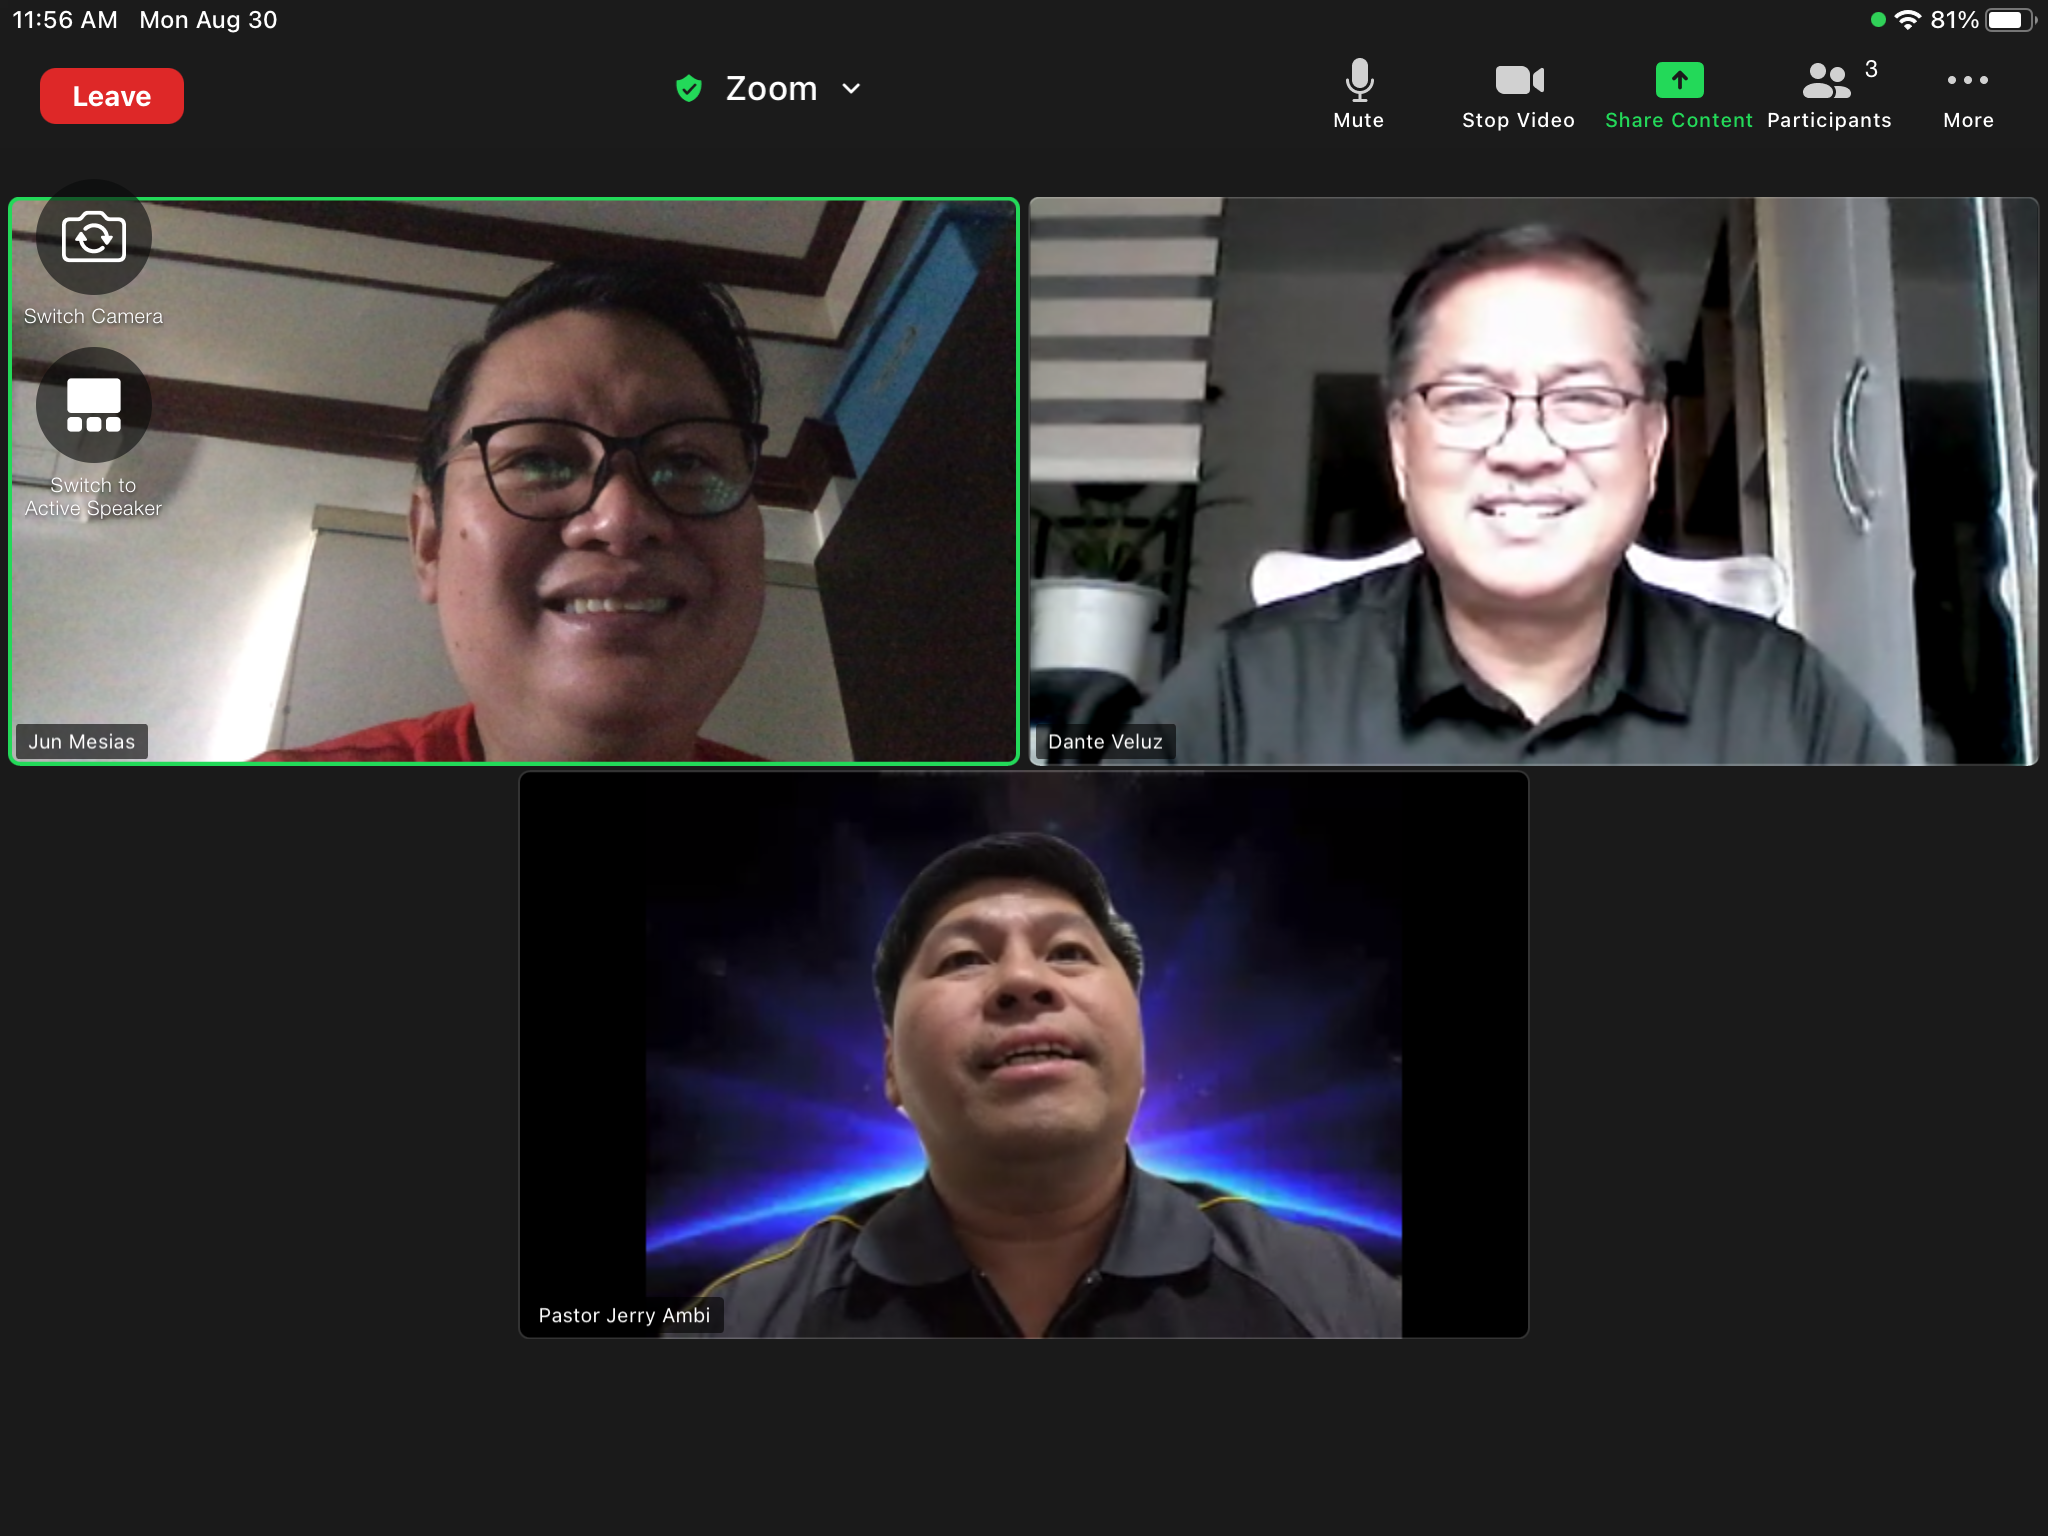 11:56 AM Mon Aug 30
81%
Leave
Zoom
3
Mute
Stop Video
Share Content
Participants
More
Switch Camera
Switch to
Active Speaker
Jun Mesias
Dante Veluz
Pastor Jerry Ambi